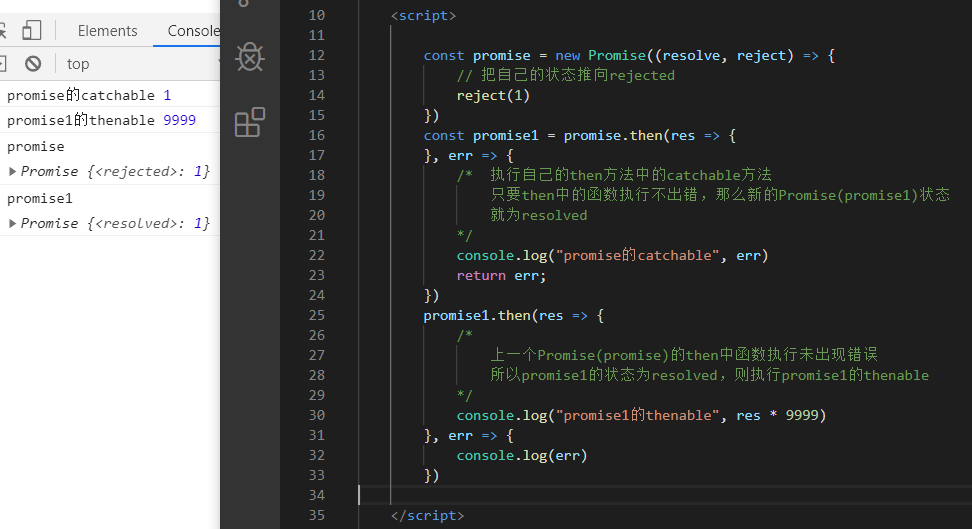 Elements
Console
top
promise的catchable 1
promise1的thenable 9999
promise
Promise {<rejected>: 1}
promise1
Promise {<resolved>: 1}
10 <script>
11
12 const promise = new Promise((resolve, reject) => {
13 // 把自己的状态推向rejected
14 reject(1)
15 })
16 const promise1 = promise.then(res => {
17 }, err => {
18 /* 执行自己的then方法中的catchable方法
19 只要then中的函数执行不出错，那么新的Promise(promise1)状态
20 就为resolved
21 */
22 console.log("promise的catchable", err)
23 return err;
24 })
25 promise1.then(res => {
26 /*
27 上一个Promise(promise)的then中函数执行未出现错误
28 所以promise1的状态为resolved，则执行promise1的thenable
29 */
30 console.log("promise1的thenable", res * 9999)
31 }, err => {
32 console.log(err)
33 })
34
35 </script>